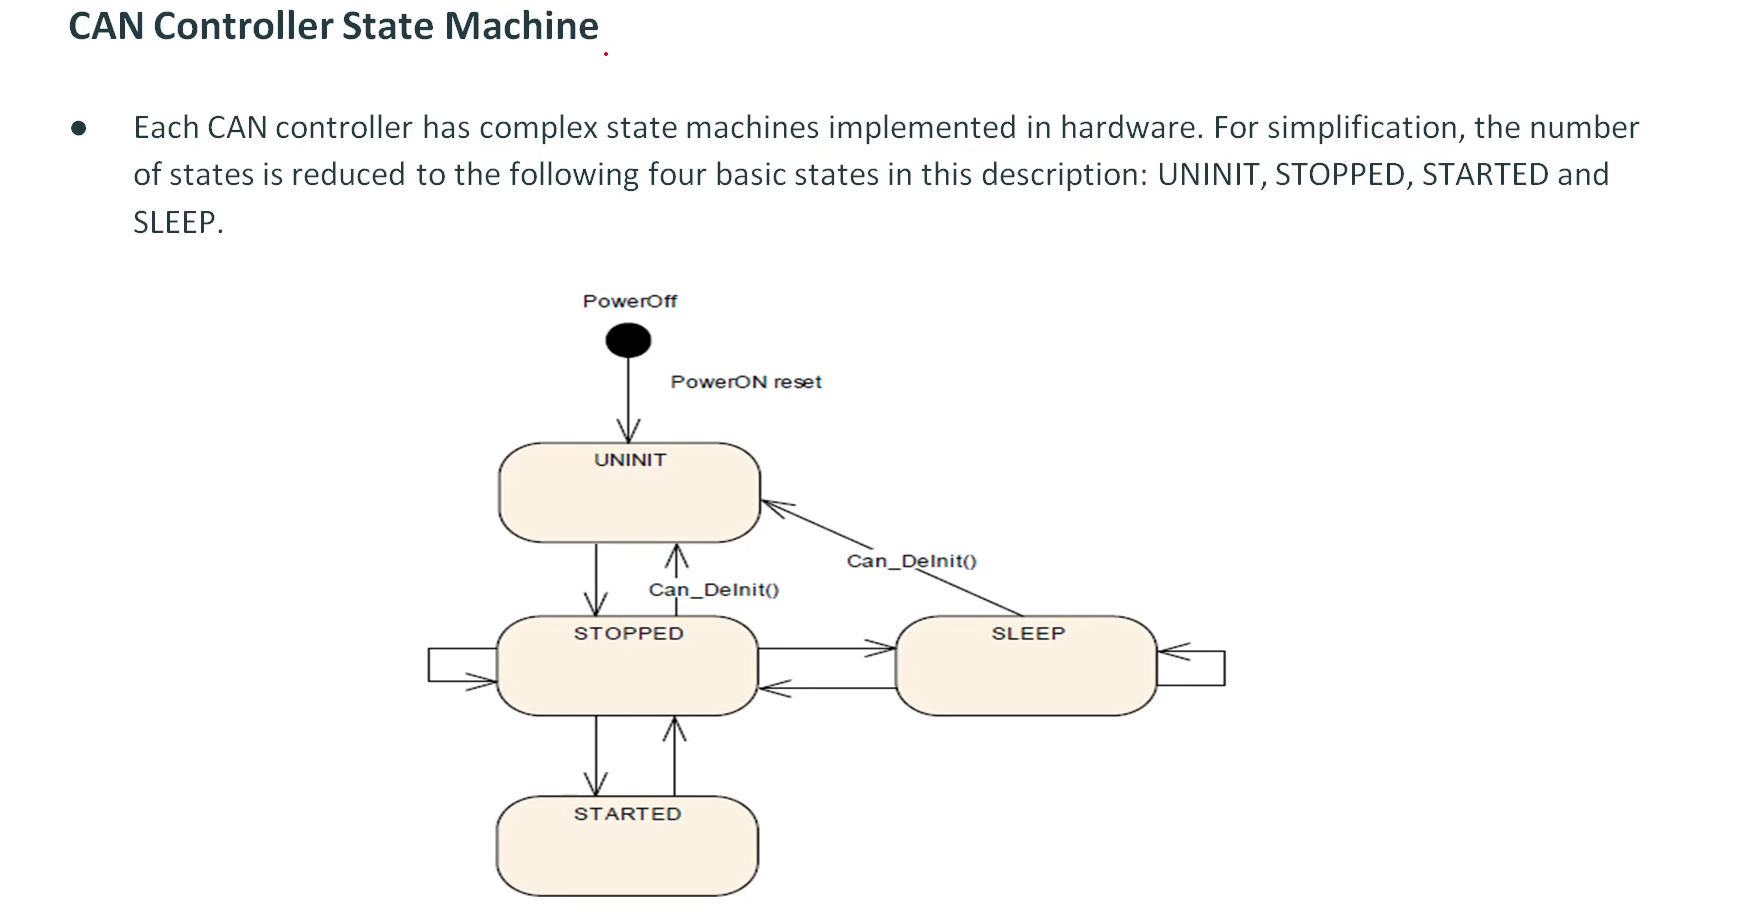 CAN Controller State Machine
● Each CAN controller has complex state machines implemented in hardware. For simplification, the number
of states is reduced to the following four basic states in this description: UNINIT, STOPPED, STARTED and
SLEEP.
PowerOff
PowerON reset
UNINIT
Can_DeInit()
Can_DeInit()
STOPPED
SLEEP
STARTED